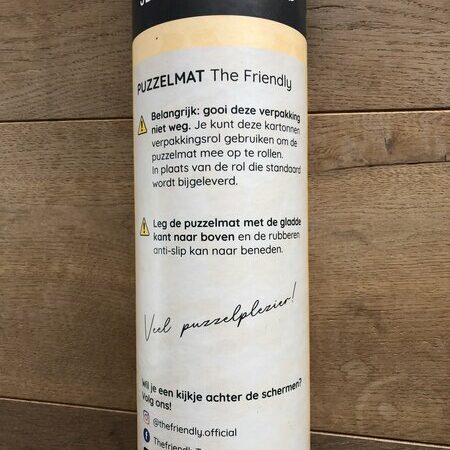 PUZZELMAT The Friendly
Belangrijk: gooi deze verpakking
niet weg. Je kunt deze kartonnen
verpakkingsrol gebruiken om de
puzzelmat mee op te rollen.
In plaats van de rol die standaard
wordt bijgeleverd.
Leg de puzzelmat met de gladde
kant naar boven en de rubberen
anti-slip kan naar beneden.
Veel puzzelplezier!
Wil je een kijkje achter de schermen?
Volg ons!
@thefriendly.official